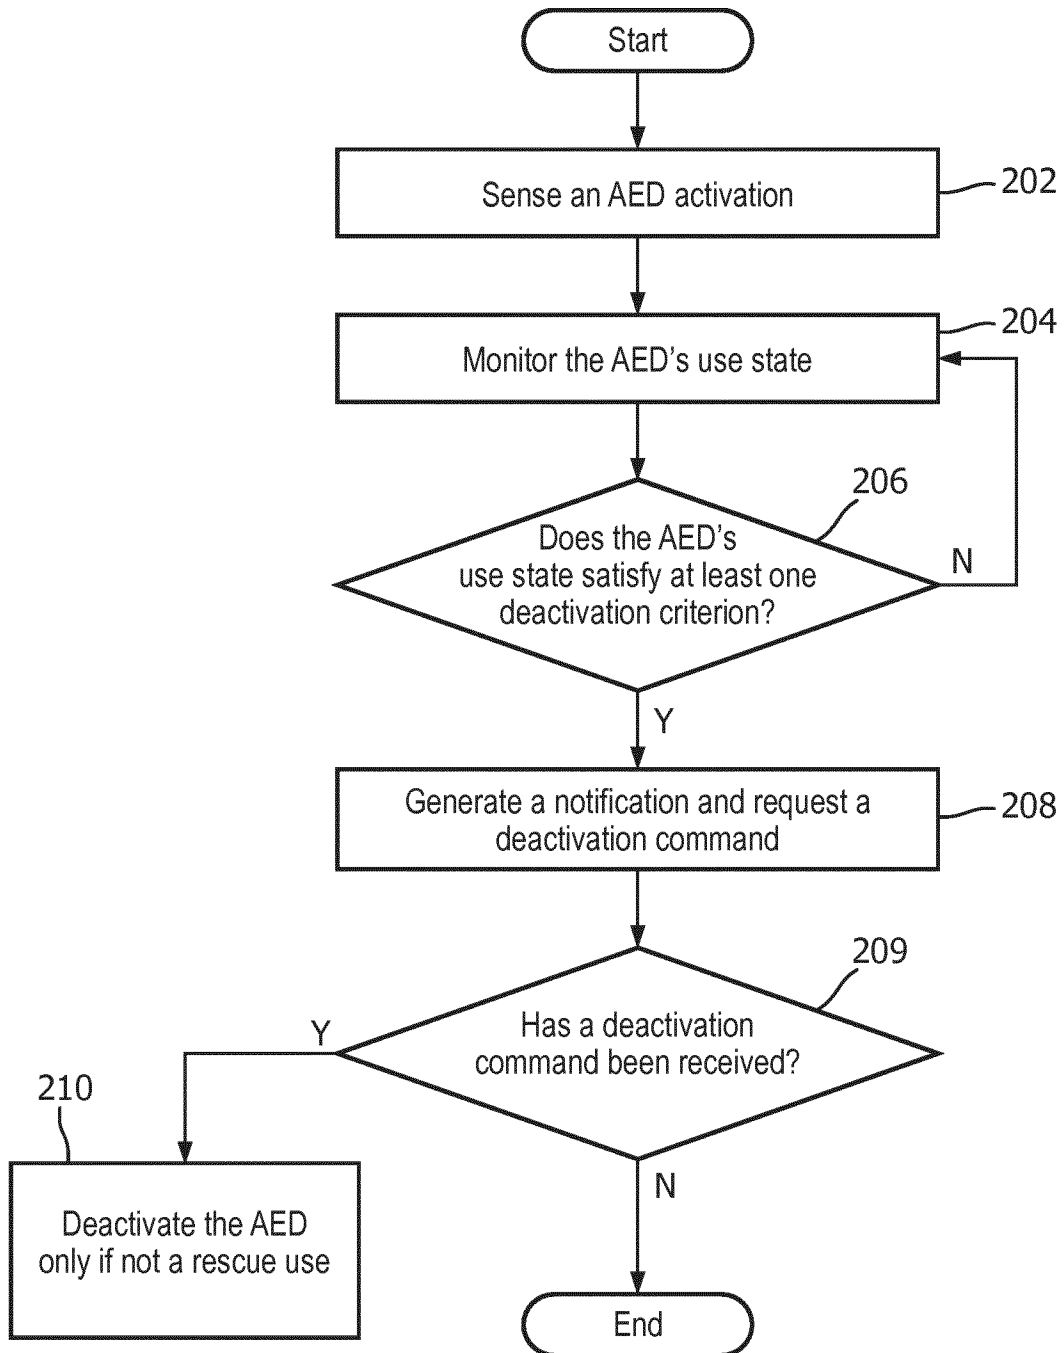 Start
Sense an AED activation
202
204
Monitor the AED's use state
206
Does the AED's
use state satisfy at least one
deactivation criterion?
N
Y
Generate a notification and request a
deactivation command
208
209
Has a deactivation
command been received?
Y
210
N
Deactivate the AED
only if not a rescue use
End